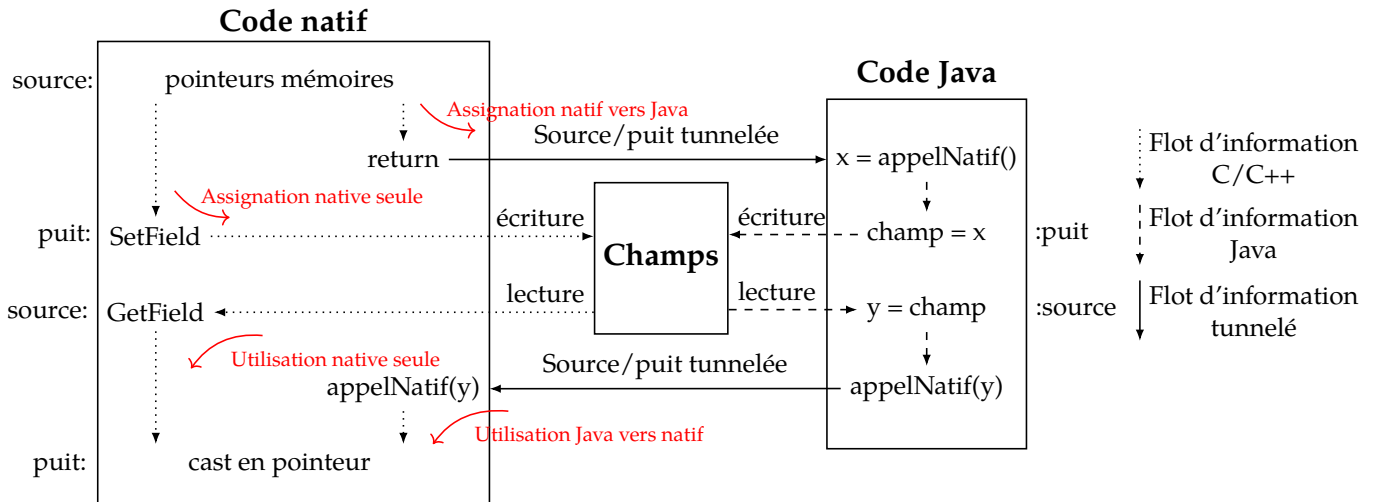 Code natif
source:
pointeurs mémoires
Code Java
Assignation natif vers Java
Source/puit tunnelée
return
x = appelNatif()
Flot d'information
C/C++
Assignation native seule
écriture
écriture
puit:
SetField
Champs
champ = x
:puit
Flot d'information
Java
lecture
lecture
source:
GetField
y = champ
:source
Flot d'information
tunnelé
Utilisation native seule
Source/puit tunnelée
appelNatif(y)
appelNatif(y)
Utilisation Java vers natif
puit:
cast en pointeur